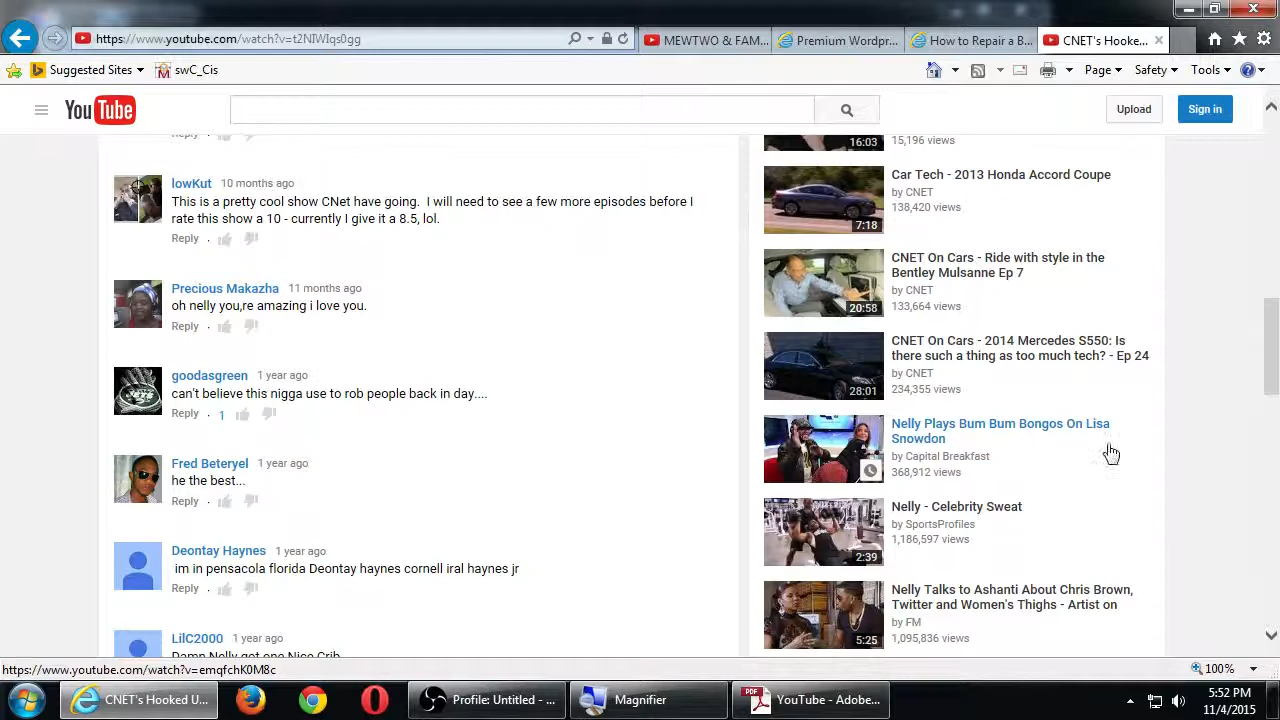 https://www.youtube.com/watch?v=t2NIWIqs0gg
MEWTWO & FAM...
Premium Wordpr...
How to Repair a B...
CNET's Hooke...
Suggested Sites
swC_Cis
Page
Safety
Tools
YouTube
Upload
Sign in
Reply
16:03
15,196 views
lowKut 10 months ago
This is a pretty cool show CNet have going. I will need to see a few more episodes before I
rate this show a 10 - currently I give it a 8.5, lol.
Reply
Precious Makazha 11 months ago
oh nelly you,re amazing i love you.
Reply
goodasgreen 1 year ago
can't believe this nigga use to rob people back in day....
Reply · 1
Fred Beteryel 1 year ago
he the best...
Reply
Deontay Haynes 1 year ago
I'm in pensacola florida Deontay haynes cornell iral haynes jr
Reply
LilC2000 1 year ago
Damn Nelly got one Nice Crib
Car Tech - 2013 Honda Accord Coupe
by CNET
138,420 views
7:18
CNET On Cars - Ride with style in the
Bentley Mulsanne Ep 7
by CNET
133,664 views
20:58
CNET On Cars - 2014 Mercedes S550: Is
there such a thing as too much tech? - Ep 24
by CNET
234,355 views
28:01
Nelly Plays Bum Bum Bongos On Lisa
Snowdon
by Capital Breakfast
368,912 views
Nelly - Celebrity Sweat
by SportsProfiles
1,186,597 views
2:39
Nelly Talks to Ashanti About Chris Brown,
Twitter and Women's Thighs - Artist on
by FM
1,095,836 views
5:25
https://www.youtube.com/watch?v=emqfchK0M8c
100%
CNET's Hooked U...
Profile: Untitled - ...
Magnifier
PDF
YouTube - Adobe...
5:52 PM
11/4/2015